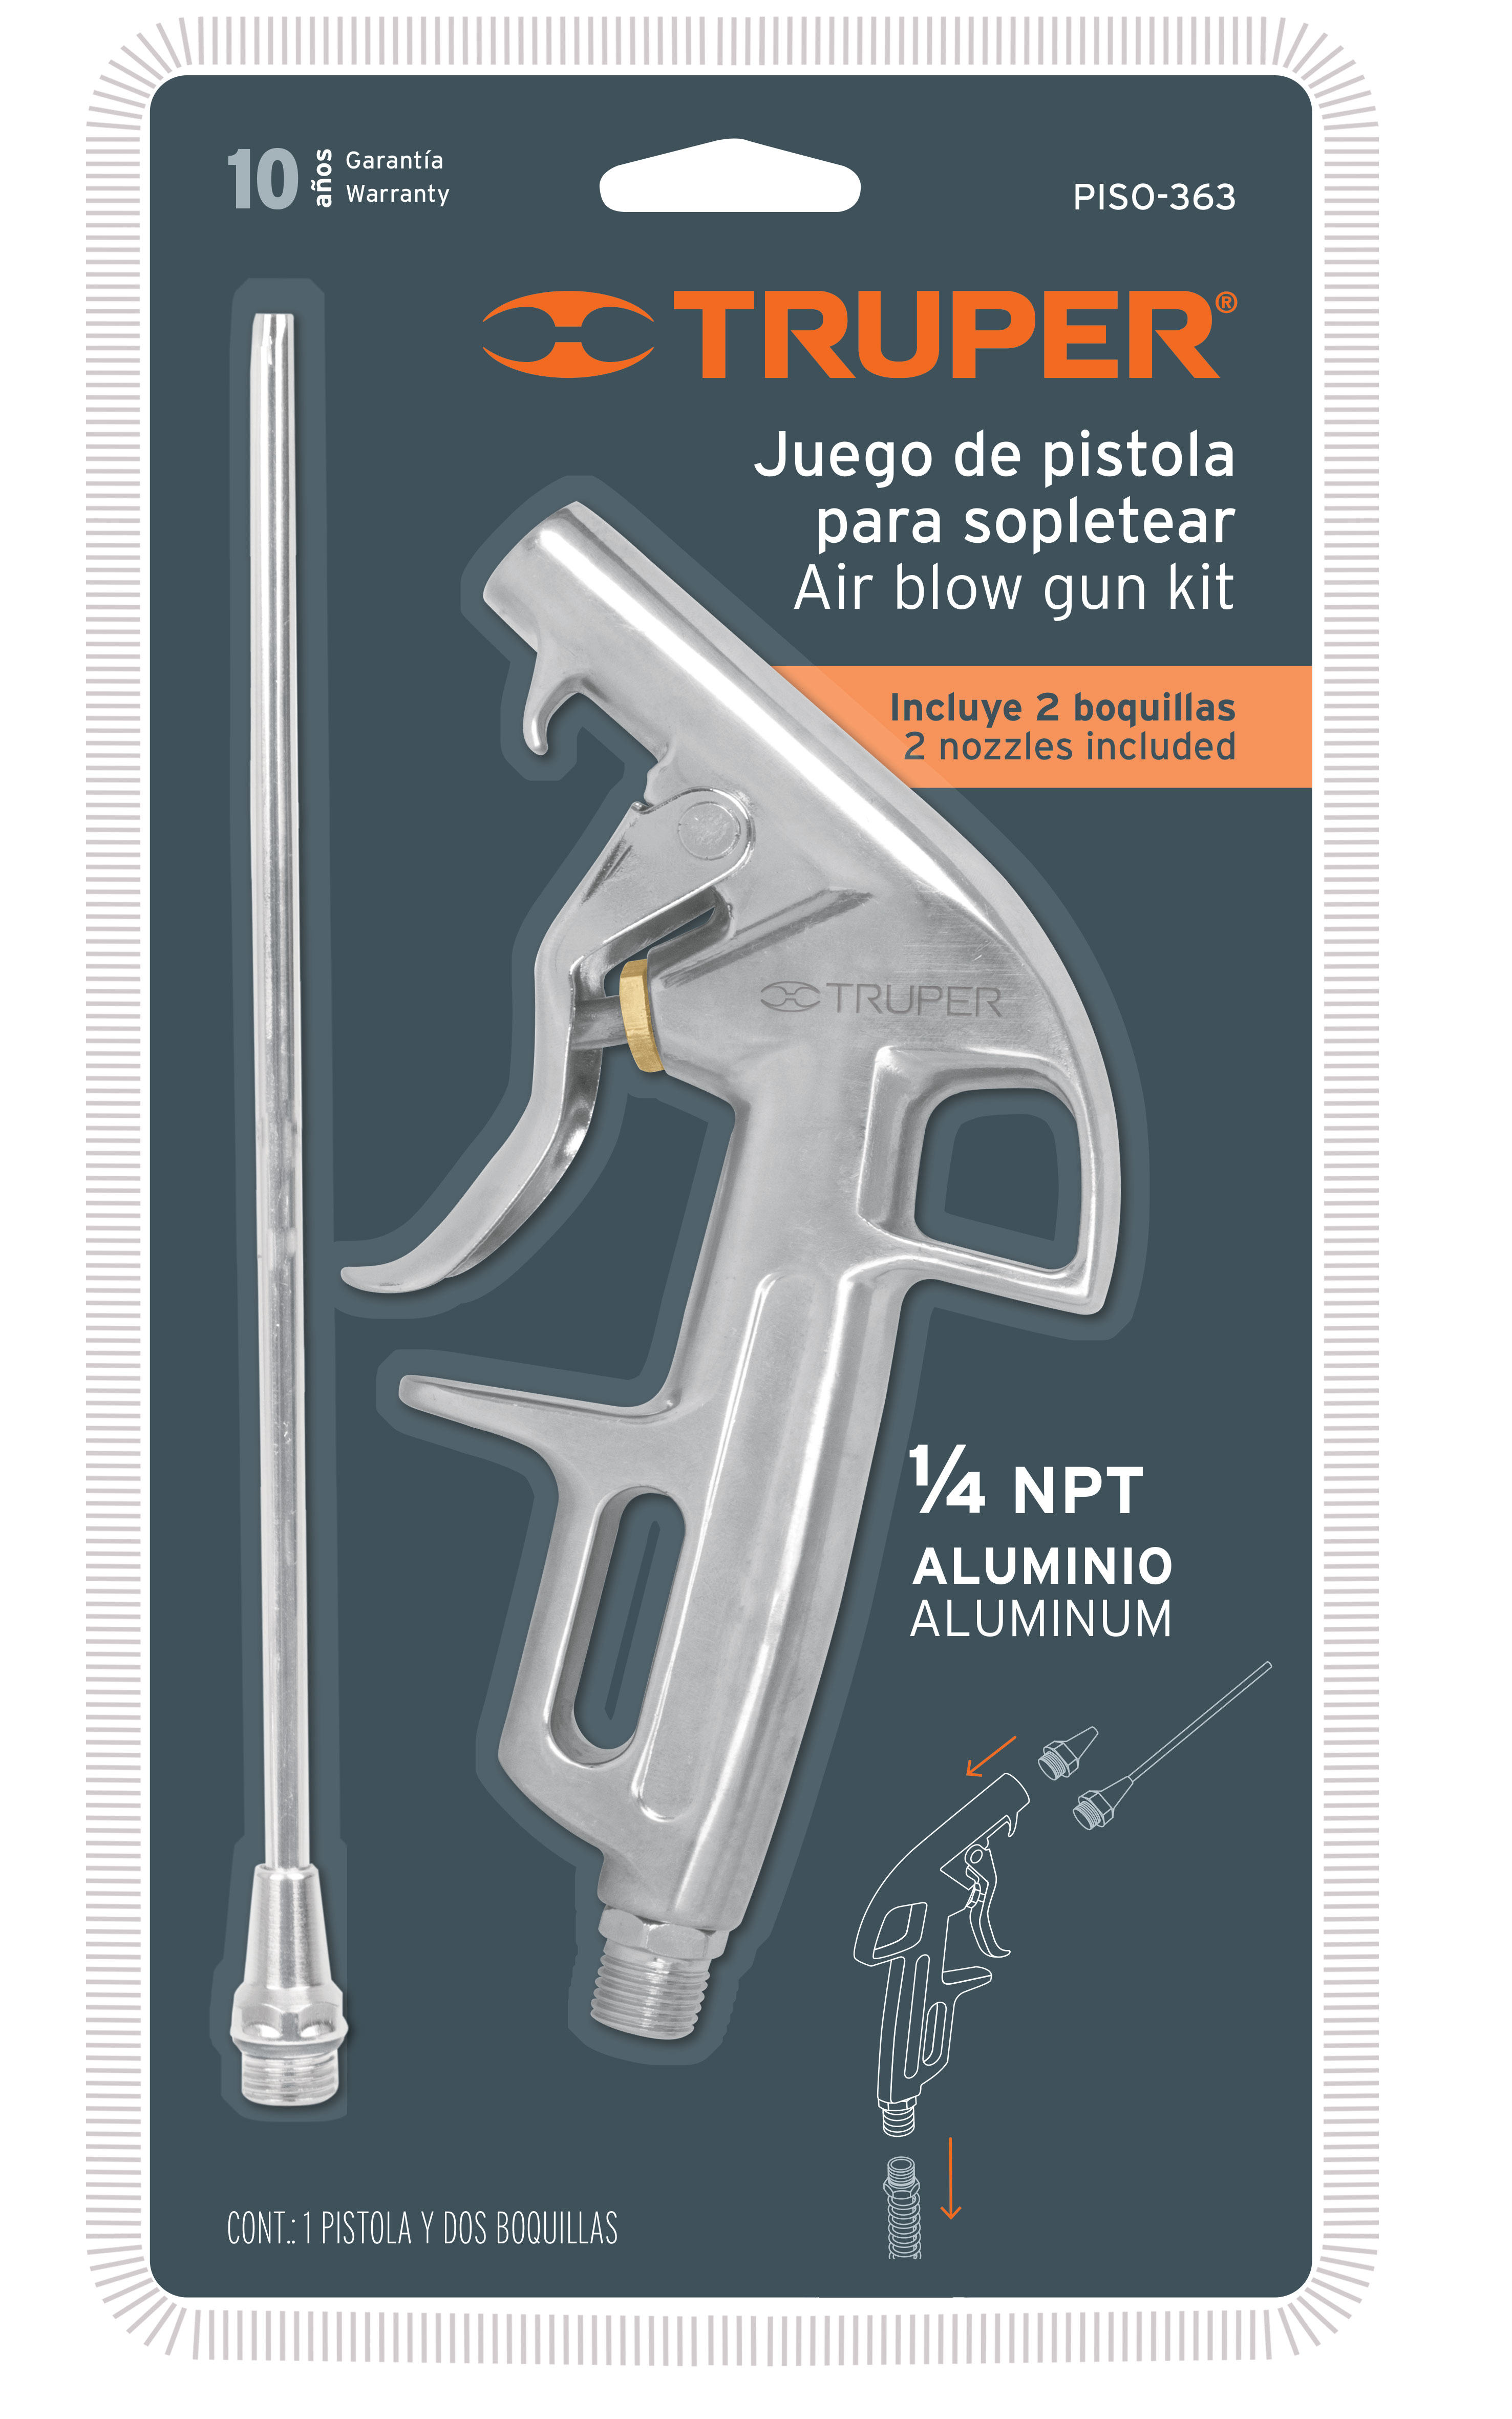 10 años
Garantía
Warranty
PISO-363
TRUPER®
Juego de pistola
para sopletear
Air blow gun kit
Incluye 2 boquillas
2 nozzles included
TRUPER
1/4 NPT
ALUMINIO
ALUMINUM
CONT.: 1 PISTOLA Y DOS BOQUILLAS